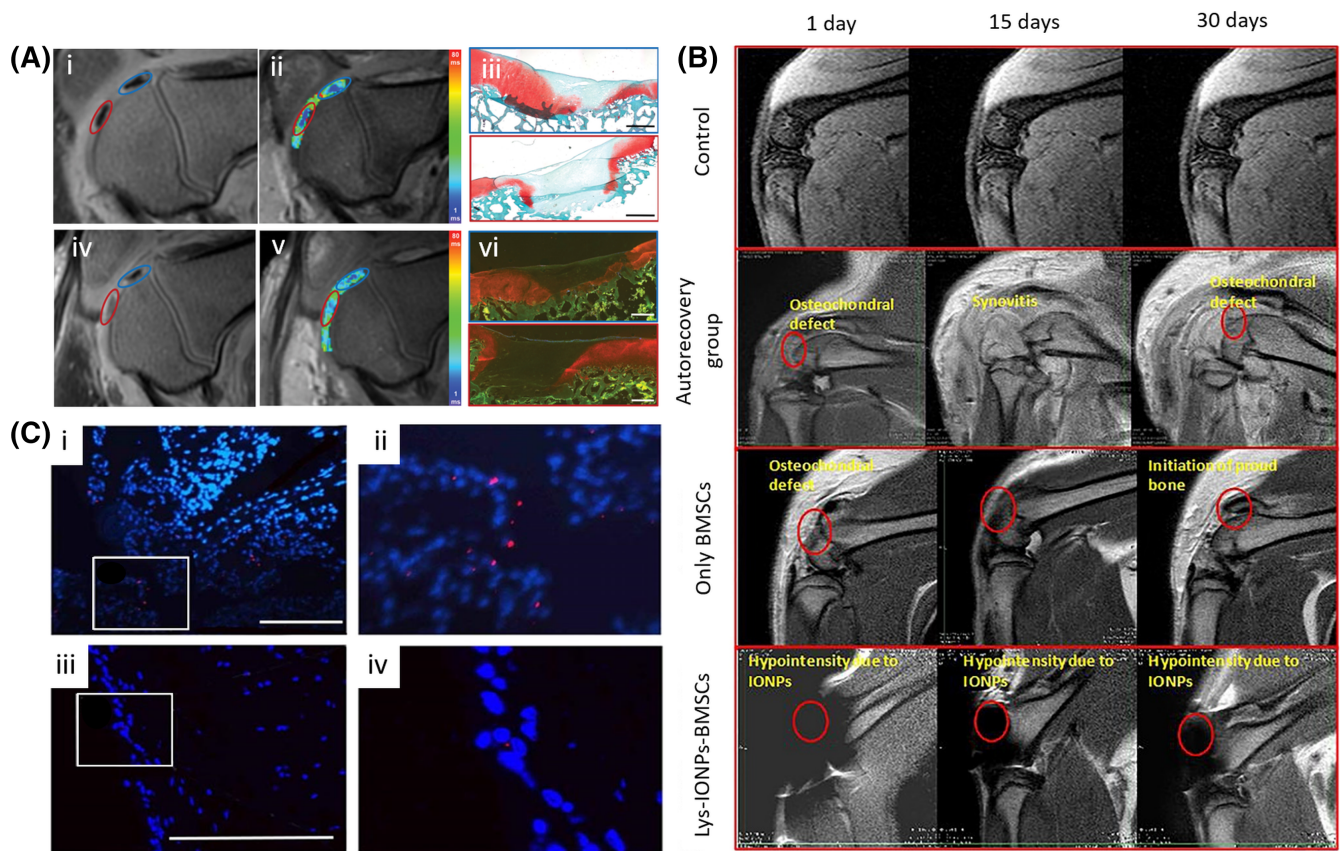 (A)
i
ii
80
ms
1
ms
iii
iv
v
80
ms
1
ms
vi
(B)
1 day
15 days
30 days
Control
Autorecovery
group
Osteochondral
defect
Synovitis
Osteochondral
defect
Only BMSCs
Osteochondral
defect
Initiation of proud
bone
Lys-IONPs-BMSCs
Hypointensity due to
IONPs
Hypointensity due to
IONPs
Hypointensity due to
IONPs
(C)
i
ii
iii
iv